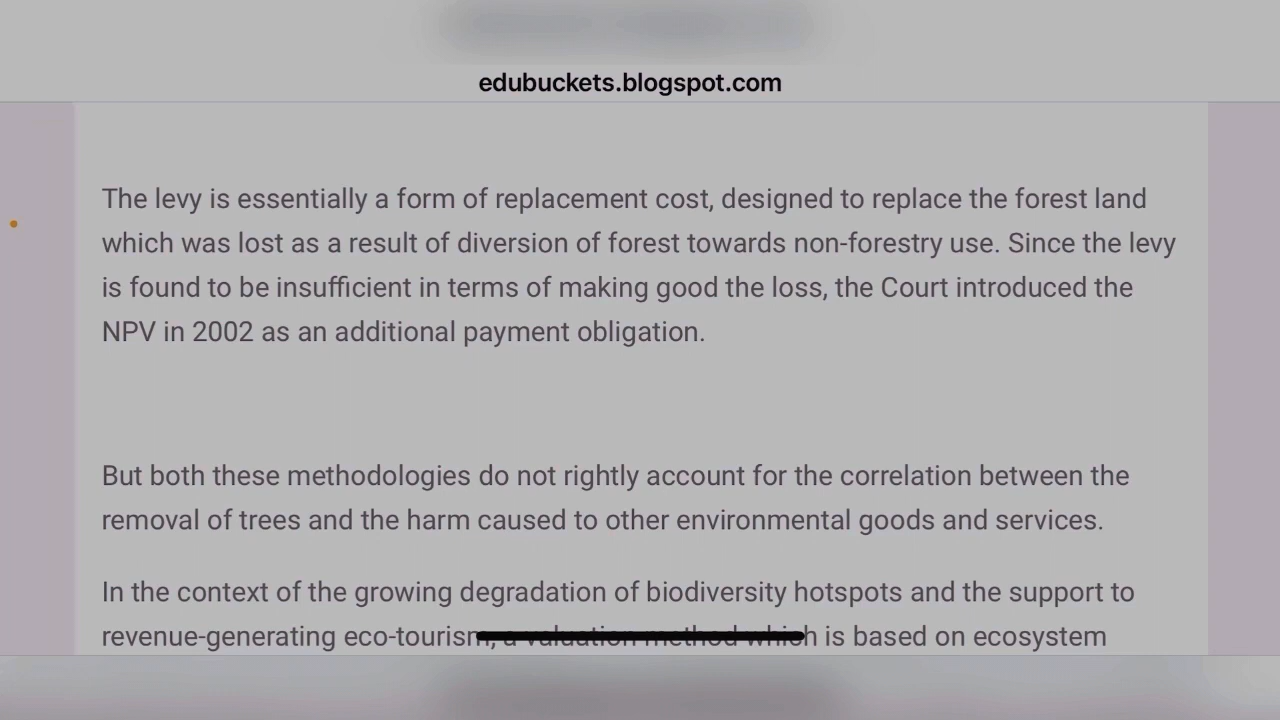 edubuckets.blogspot.com
The levy is essentially a form of replacement cost, designed to replace the forest land
which was lost as a result of diversion of forest towards non-forestry use. Since the levy
is found to be insufficient in terms of making good the loss, the Court introduced the
NPV in 2002 as an additional payment obligation.
But both these methodologies do not rightly account for the correlation between the
removal of trees and the harm caused to other environmental goods and services.
In the context of the growing degradation of biodiversity hotspots and the support to
revenue-generating eco-tourism, a valuation method which is based on ecosystem